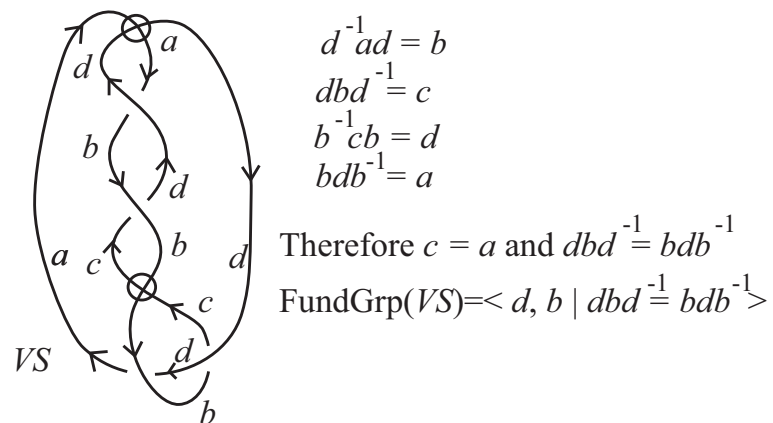 a
d
b
d
b
c
a
d
c
d
VS
b
d⁻¹ad = b
dbd⁻¹ = c
b⁻¹cb = d
bdb⁻¹ = a
Therefore c = a and dbd⁻¹ = bdb⁻¹
FundGrp(VS)=< d, b | dbd⁻¹ = bdb⁻¹>